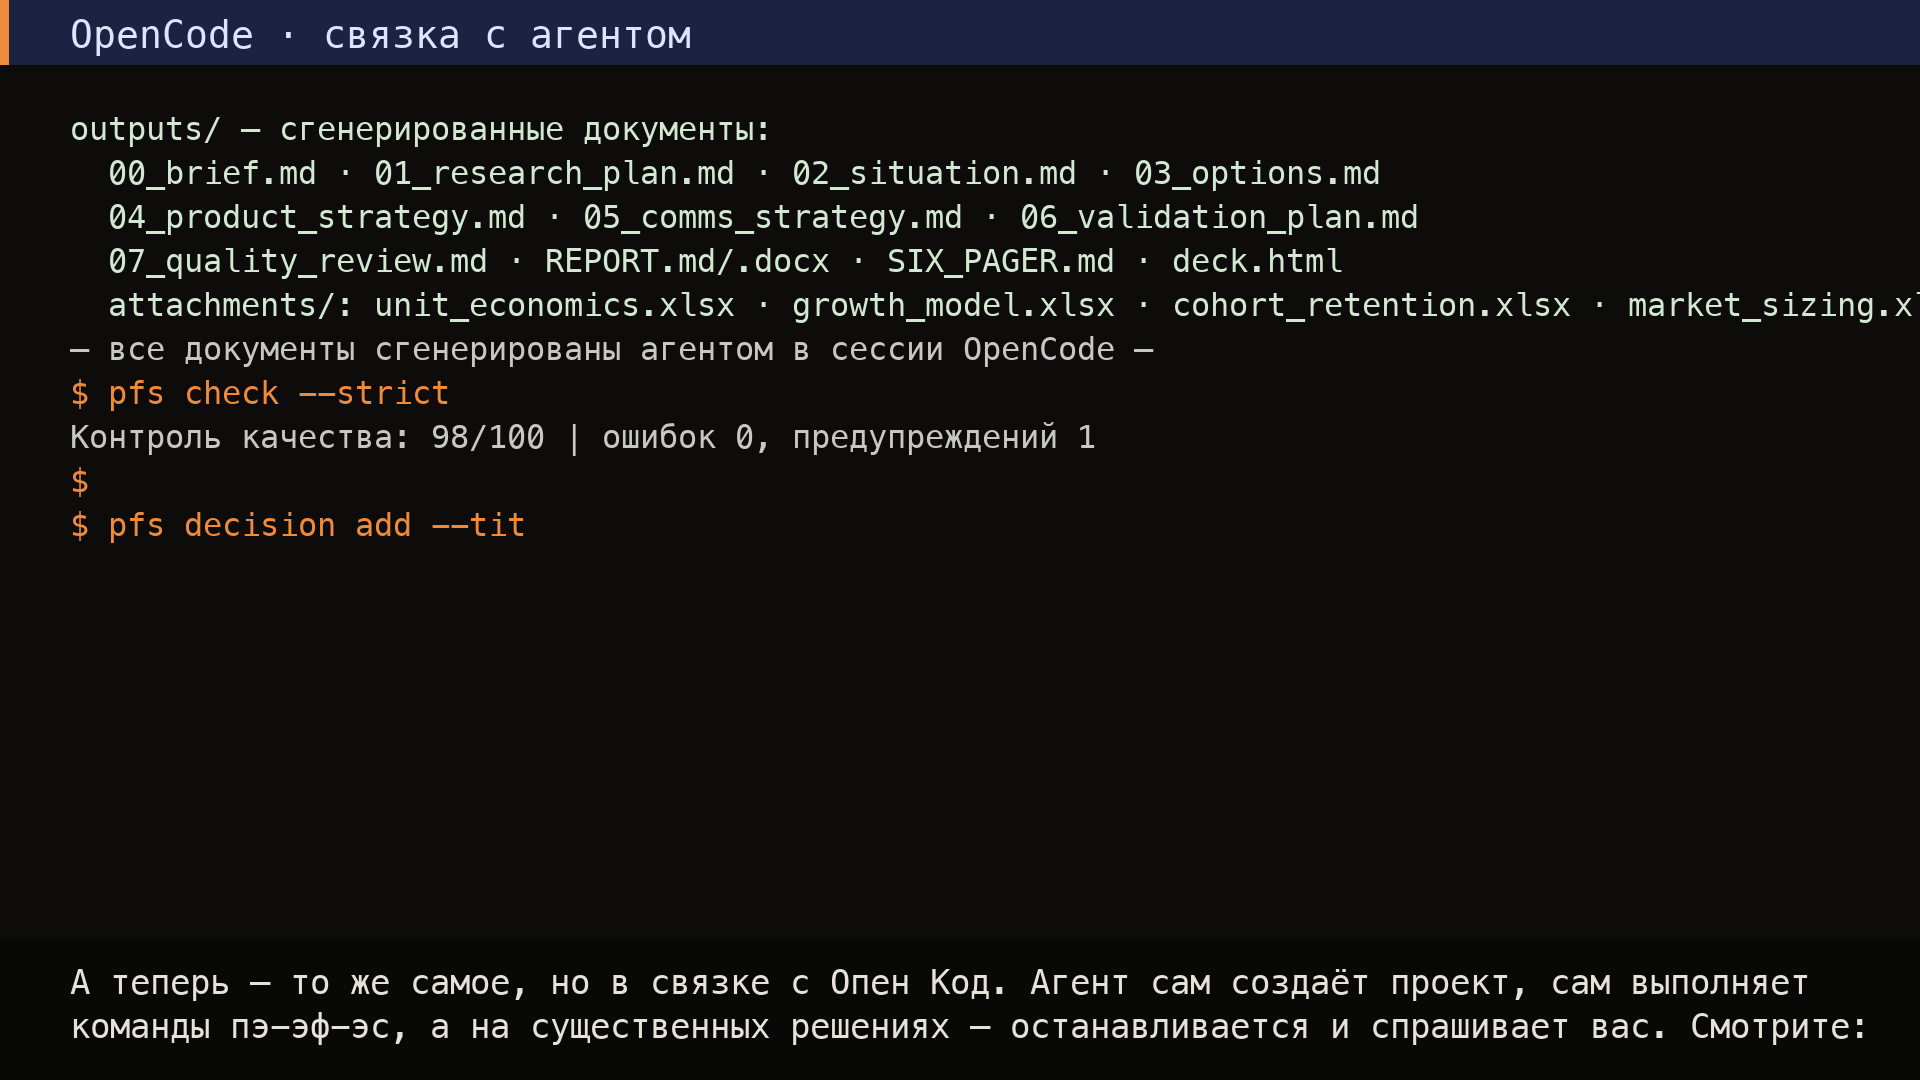 OpenCode · связка с агентом
outputs/ — сгенерированные документы:
00_brief.md · 01_research_plan.md · 02_situation.md · 03_options.md
04_product_strategy.md · 05_comms_strategy.md · 06_validation_plan.md
07_quality_review.md · REPORT.md/.docx · SIX_PAGER.md · deck.html
attachments/: unit_economics.xlsx · growth_model.xlsx · cohort_retention.xlsx · market_sizing.xl
— все документы сгенерированы агентом в сессии OpenCode —
$ pfs check --strict
Контроль качества: 98/100 | ошибок 0, предупреждений 1
$
$ pfs decision add --tit
А теперь — то же самое, но в связке с Опен Код. Агент сам создаёт проект, сам выполняет
команды пэ-эф-эс, а на существенных решениях — останавливается и спрашивает вас. Смотрите: